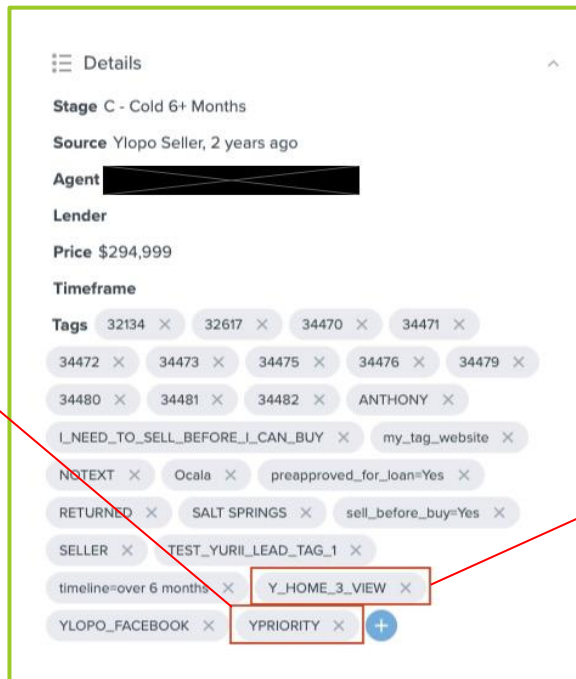 Details
Stage C - Cold 6+ Months
Source Ylopo Seller, 2 years ago
Agent
Lender
Price $294,999
Timeframe
Tags 32134 × 32617 × 34470 × 34471 ×
34472 × 34473 × 34475 × 34476 × 34479 ×
34480 × 34481 × 34482 × ANTHONY ×
I_NEED_TO_SELL_BEFORE_I_CAN_BUY × my_tag_website ×
NOTEXT × Ocala × preapproved_for_loan=Yes ×
RETURNED × SALT SPRINGS × sell_before_buy=Yes ×
SELLER × TEST_YURII_LEAD_TAG_1 ×
timeline=over 6 months × Y_HOME_3_VIEW ×
YLOPO_FACEBOOK × YPRIORITY × +